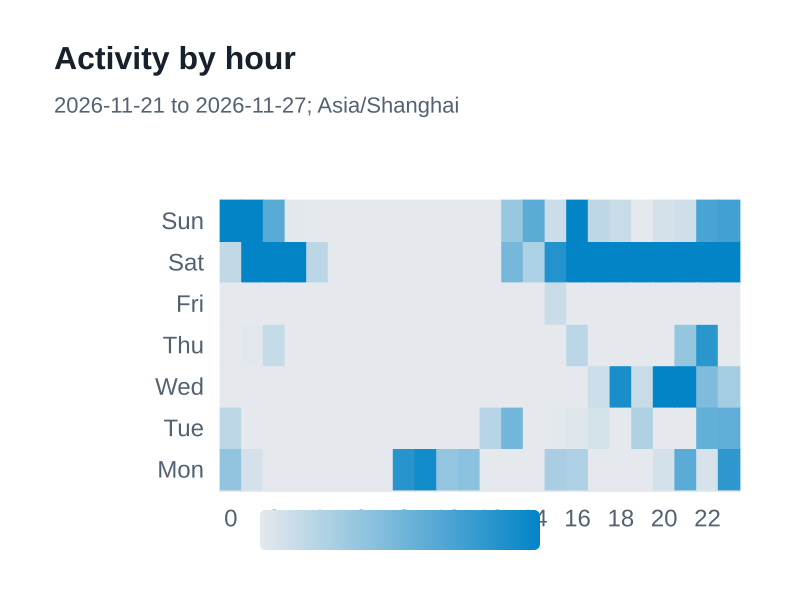 Activity by hour
2026-11-21 to 2026-11-27; Asia/Shanghai
Sun
Sat
Fri
Thu
Wed
Tue
Mon
0 16 18 20 22